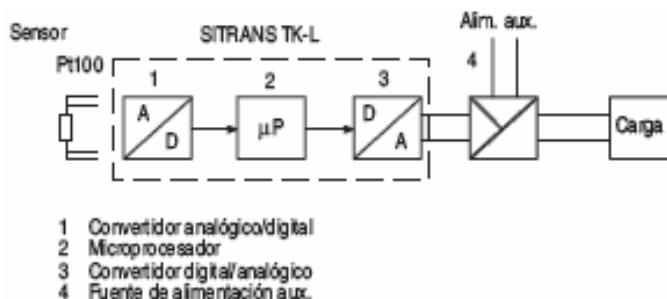 Sensor
SITRANS TK-L
Alim. aux.
Pt100
1
2
3
4
A
D
µP
D
A
Carga
1 Convertidor analógico/digital
2 Microprocesador
3 Convertidor digital/analógico
4 Fuente de alimentación aux.